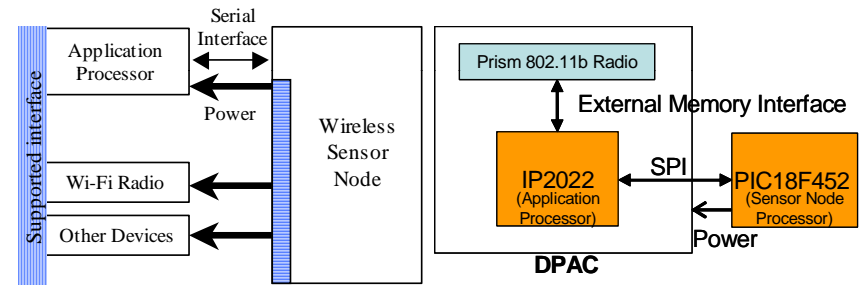 Supported interface
Application
Processor
Serial
Interface
Power
Wi-Fi Radio
Other Devices
Wireless
Sensor
Node
Prism 802.11b Radio
External Memory Interface
IP2022
(Application
Processor)
SPI
PIC18F452
(Sensor Node
Processor)
Power
DPAC